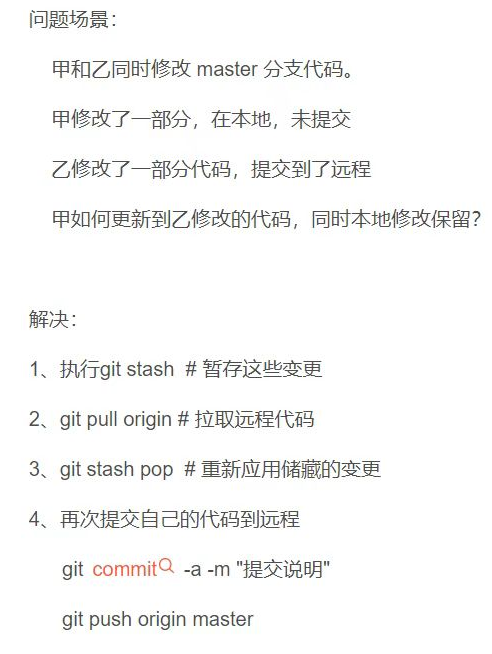 问题场景：
甲和乙同时修改 master 分支代码。
甲修改了一部分，在本地，未提交
乙修改了一部分代码，提交到了远程
甲如何更新到乙修改的代码，同时本地修改保留?
解决：
1、执行git stash # 暂存这些变更
2、git pull origin # 拉取远程代码
3、git stash pop # 重新应用储藏的变更
4、再次提交自己的代码到远程
git commit -a -m "提交说明"
git push origin master